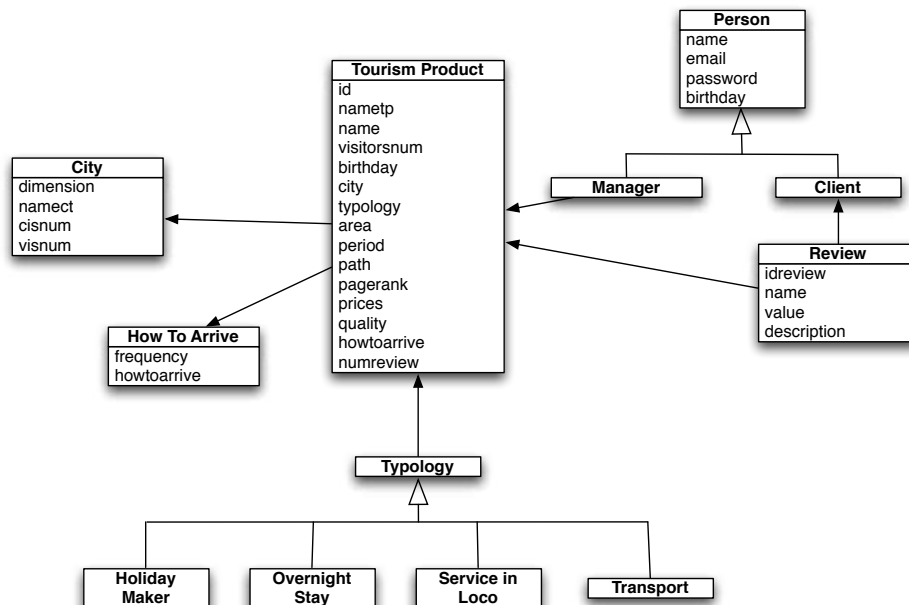 Person
name
email
password
birthday
Tourism Product
id
nametp
name
visitorsnum
birthday
city
typology
area
period
path
pagerank
prices
quality
howtoarrive
numreview
City
dimension
namect
cisnum
visnum
Manager
Client
Review
idreview
name
value
description
How To Arrive
frequency
howtoarrive
Typology
Holiday
Maker
Overnight
Stay
Service in
Loco
Transport